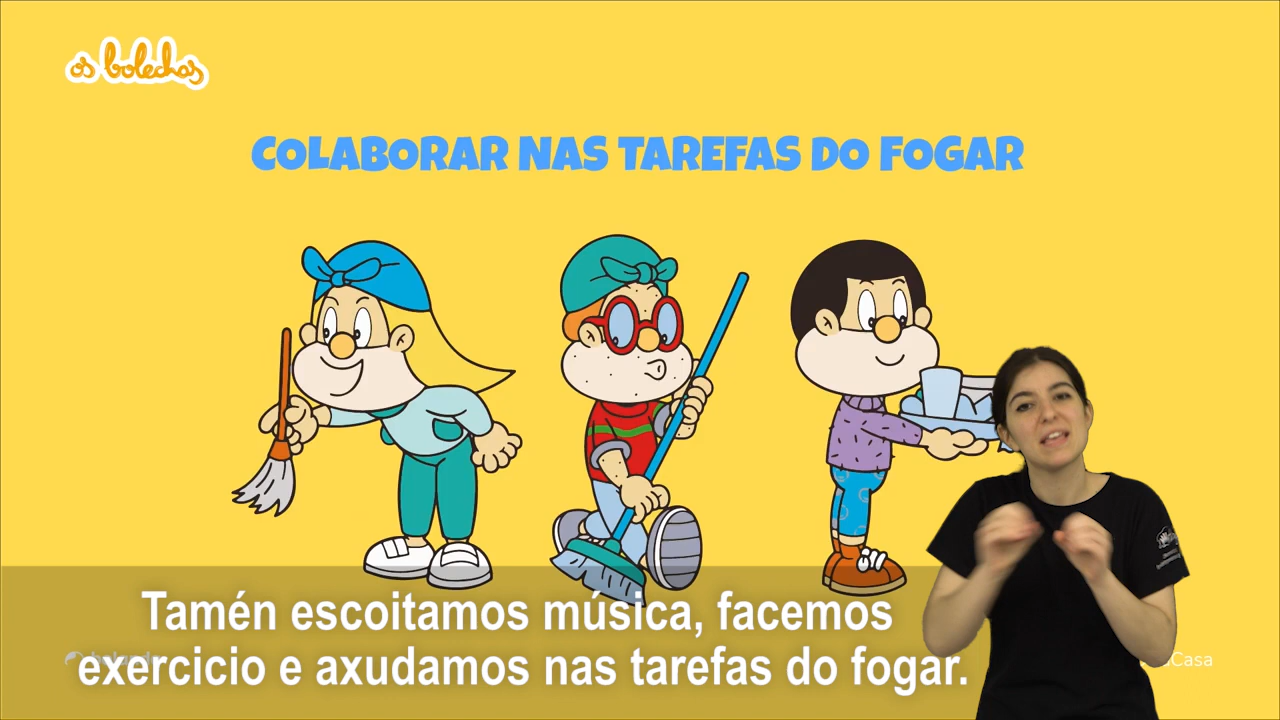 os bolechas
COLABORAR NAS TAREFAS DO FOGAR
Tamén escoitamos música, facemos
exercicio e axudamos nas tarefas do fogar.